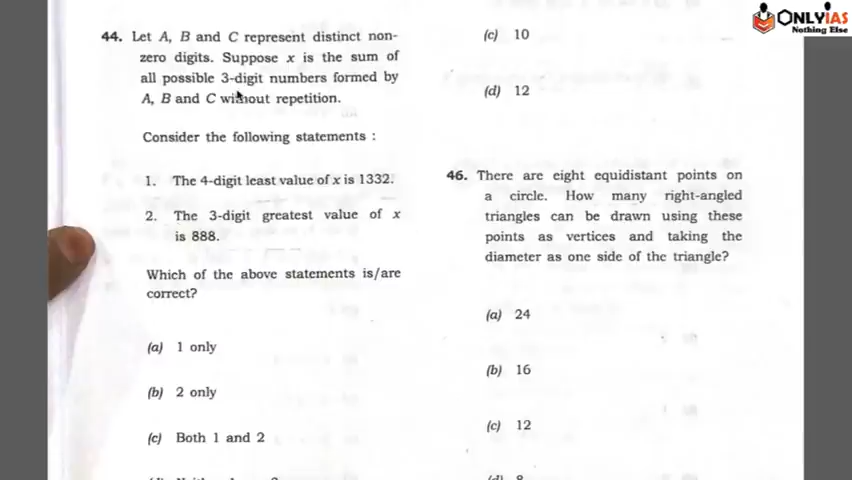 ONLYIAS
Nothing Else
44. Let A, B and C represent distinct non-
zero digits. Suppose x is the sum of
all possible 3-digit numbers formed by
A, B and C without repetition.
Consider the following statements :
1. The 4-digit least value of x is 1332.
2. The 3-digit greatest value of x
is 888.
Which of the above statements is/are
correct?
(a) 1 only
(b) 2 only
(c) Both 1 and 2
(c) 10
(d) 12
46. There are eight equidistant points on
a circle. How many right-angled
triangles can be drawn using these
points as vertices and taking the
diameter as one side of the triangle?
(a) 24
(b) 16
(c) 12
(d) 8